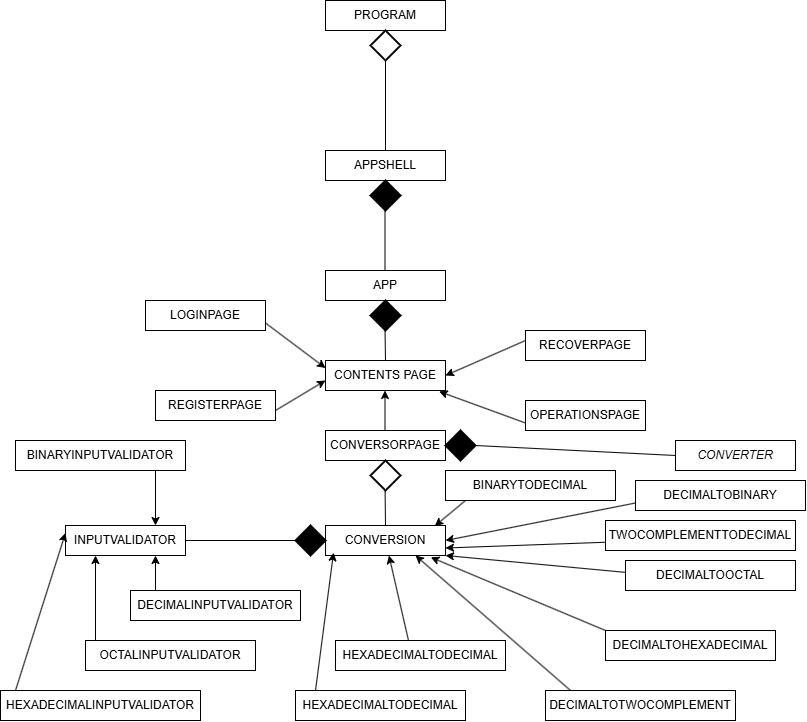 PROGRAM
APPSHELL
APP
LOGINPAGE
RECOVERPAGE
CONTENTS PAGE
REGISTERPAGE
OPERATIONSPAGE
CONVERSORPAGE
BINARYINPUTVALIDATOR
CONVERTER
BINARYTODECIMAL
DECIMALTOBINARY
INPUTVALIDATOR
CONVERSION
TWOCOMPLEMENTTODECIMAL
DECIMALTOOCTAL
DECIMALINPUTVALIDATOR
DECIMALTOHEXADECIMAL
OCTALINPUTVALIDATOR
HEXADECIMALTODECIMAL
HEXADECIMALINPUTVALIDATOR
HEXADECIMALTODECIMAL
DECIMALTOTWOCOMPLEMENT